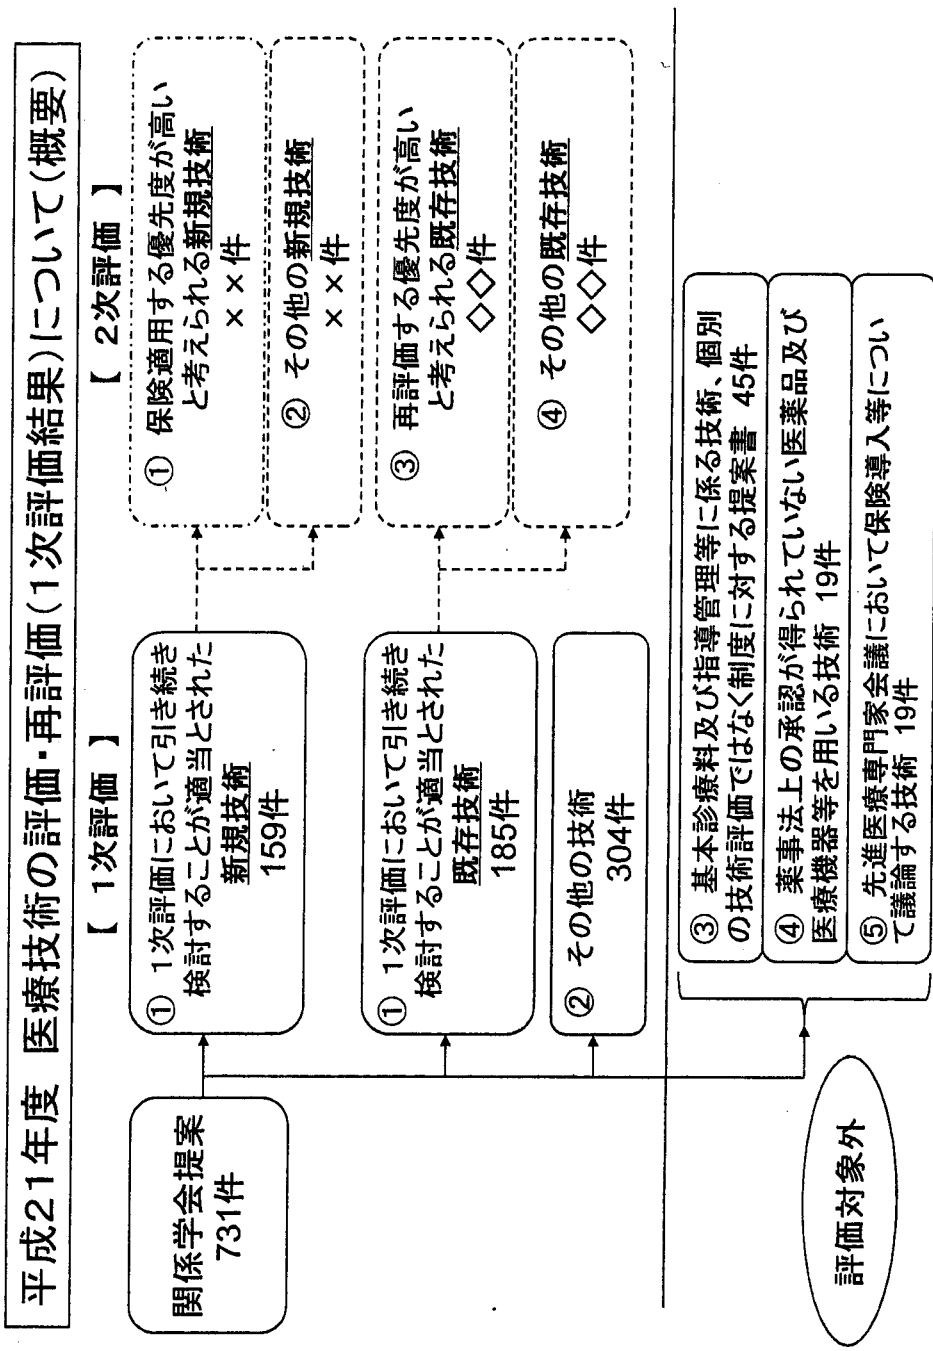 平成21年度 医療技術の評価・再評価(1次評価結果)について(概要)
【 1次評価 】
【 2次評価 】
関係学会提案
731件
① 1次評価において引き続き
検討することが適当とされた
新規技術
159件
① 1次評価において引き続き
検討することが適当とされた
既存技術
185件
② その他の技術
304件
① 保険適用する優先度が高い
と考えられる新規技術
××件
② その他の新規技術
××件
③ 再評価する優先度が高い
と考えられる既存技術
◇◇件
④ その他の既存技術
◇◇件
評価対象外
③ 基本診療料及び指導管理等に係る技術、個別
の技術評価ではなく制度に対する提案書 45件
④ 薬事法上の承認が得られていない医薬品及び
医療機器等を用いる技術 19件
⑤ 先進医療専門家会議において保険導入等につい
て議論する技術 19件